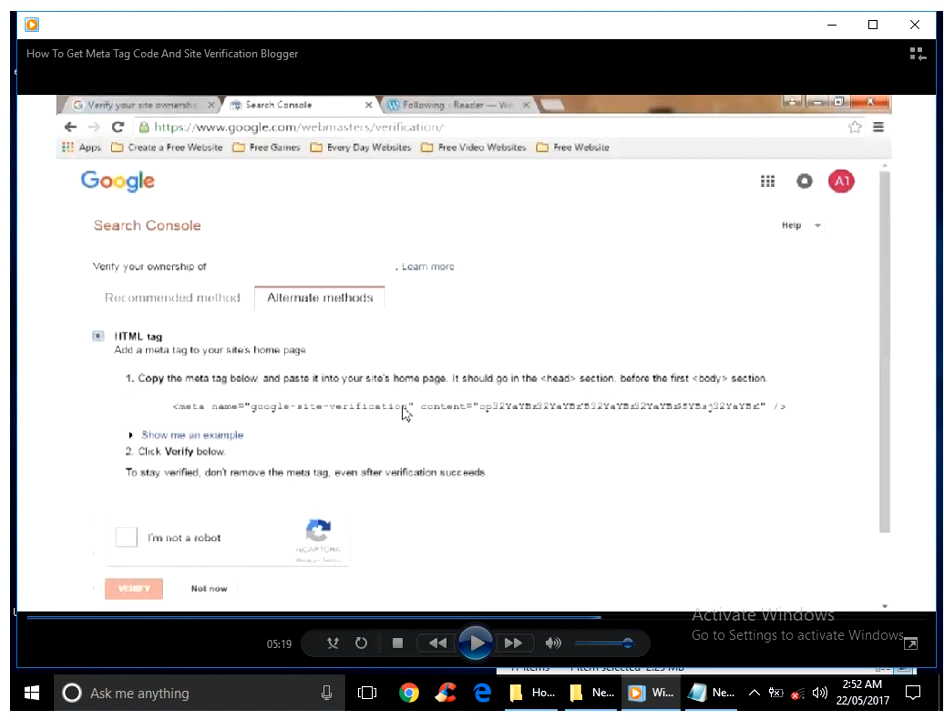 How To Get Meta Tag Code And Site Verification Blogger
Verify your site ownershi
Search Console
Following ‹ Reader — W
https://www.google.com/webmasters/verification/
Apps Create a Free Website Free Games Every Day Websites Free Video Websites Free Website
Google
A1
Search Console
Help
Verify your ownership of . Learn more
Recommended method Alternate methods
HTML tag
Add a meta tag to your site's home page
1. Copy the meta tag below, and paste it into your site's home page. It should go in the <head> section, before the first <body> section.
<meta name="google-site-verification" content=
Show me an example
2. Click Verify below.
To stay verified, don't remove the meta tag, even after verification succeeds.
I'm not a robot
reCAPTCHA
Privacy - Terms
VERIFY Not now
Activate Windows
Go to Settings to activate Windows.
05:19
Ask me anything
Ho... Ne... Wi... Ne...
2:52 AM
22/05/2017